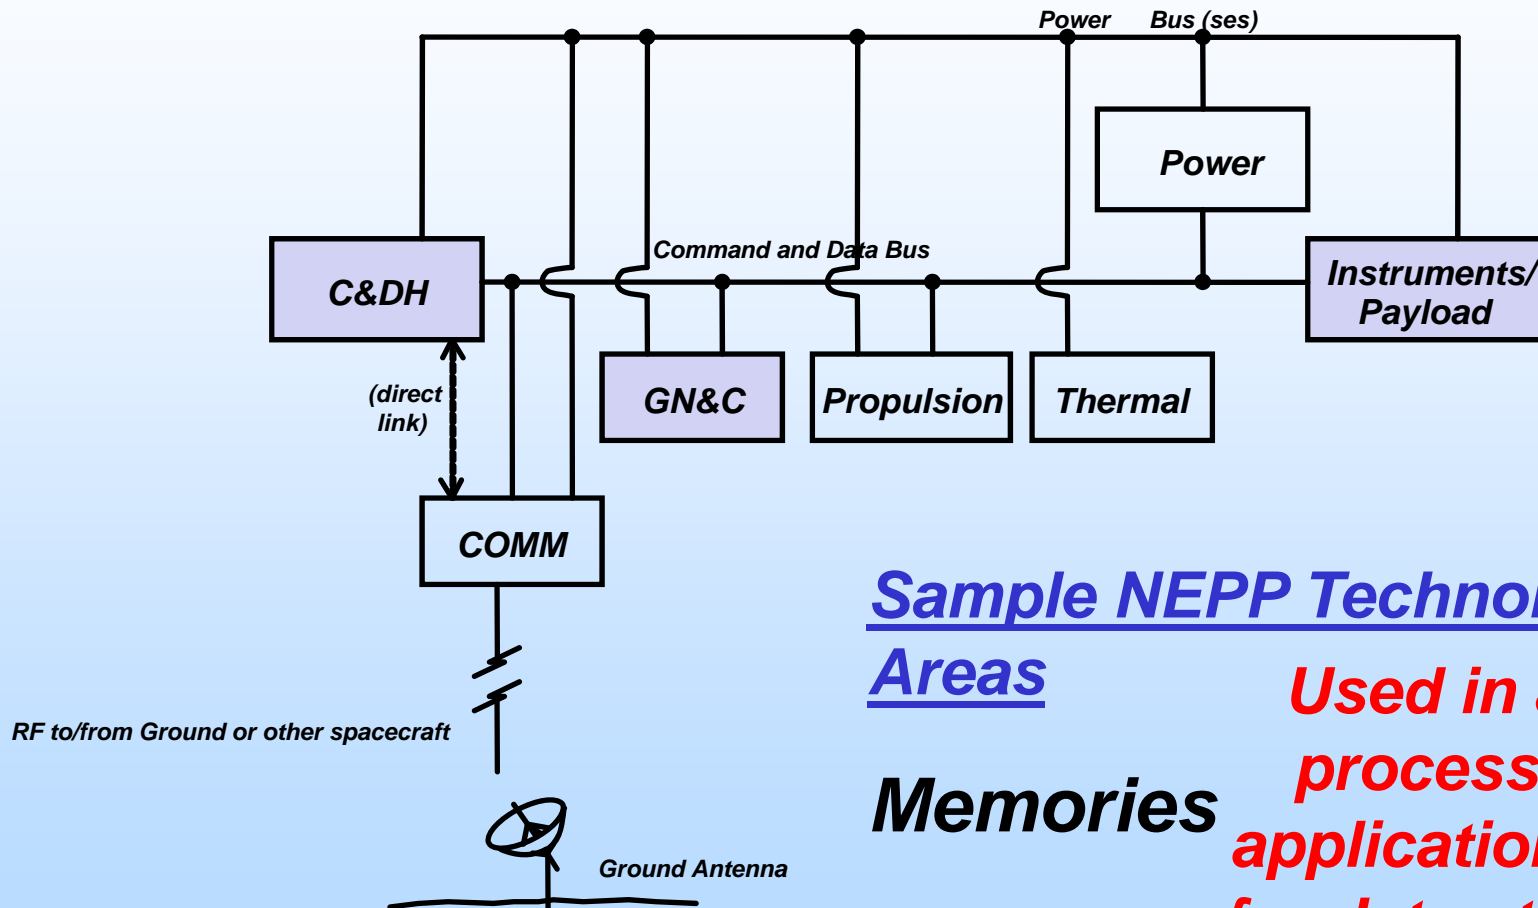 Power Bus (ses)
Power
Command and Data Bus
C&DH
Instruments/
Payload
(direct
link)
GN&C
Propulsion
Thermal
COMM
Sample NEPP
Areas
Used in
RF to/from Ground or other spacecraft
Memories
Ground Antenna